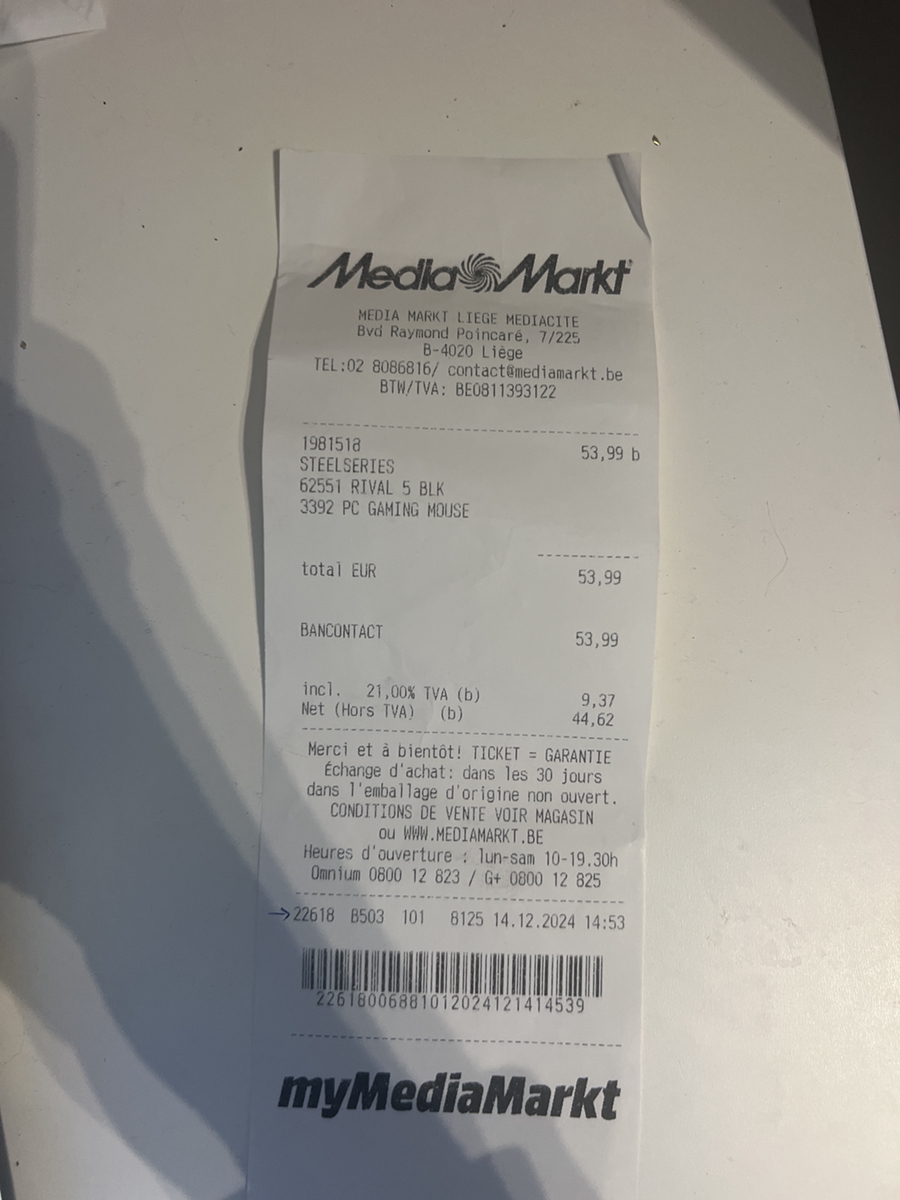 Media Markt
MEDIA MARKT LIEGE MEDIACITE
Bvd Raymond Poincaré, 7/225
B-4020 Liège
TEL:02 8086816/ contact@mediamarkt.be
BTW/TVA: BE0811393122
1981518 53,99 b
STEELSERIES
62551 RIVAL 5 BLK
3392 PC GAMING MOUSE
total EUR 53,99
BANCONTACT 53,99
incl. 21,00% TVA (b) 9,37
Net (Hors TVA) (b) 44,62
Merci et à bientôt! TICKET = GARANTIE
Échange d'achat: dans les 30 jours
dans l'emballage d'origine non ouvert.
CONDITIONS DE VENTE VOIR MAGASIN
ou WWW.MEDIAMARKT.BE
Heures d'ouverture : lun-sam 10-19.30h
Omnium 0800 12 823 / G+ 0800 12 825
→22618 B503 101 8125 14.12.2024 14:53
22618006881012024121414539
myMediaMarkt